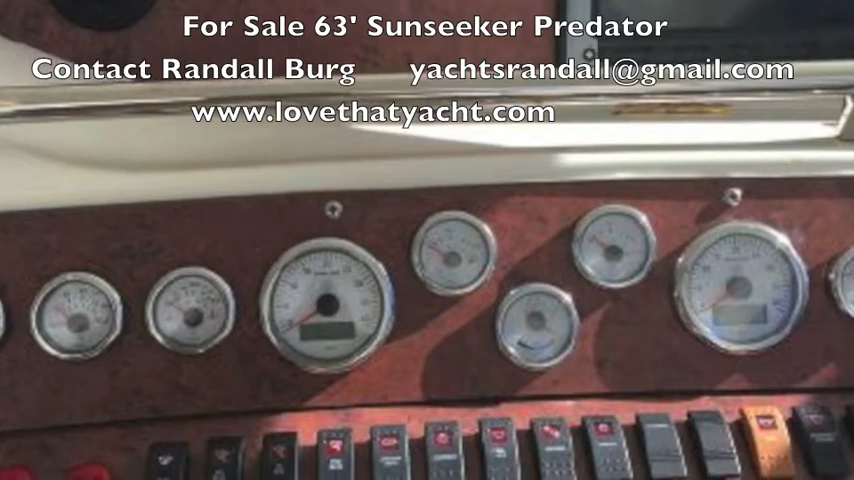 For Sale 63' Sunseeker Predator
Contact Randall Burg yachtsrandall@gmail.com
www.lovethatyacht.com